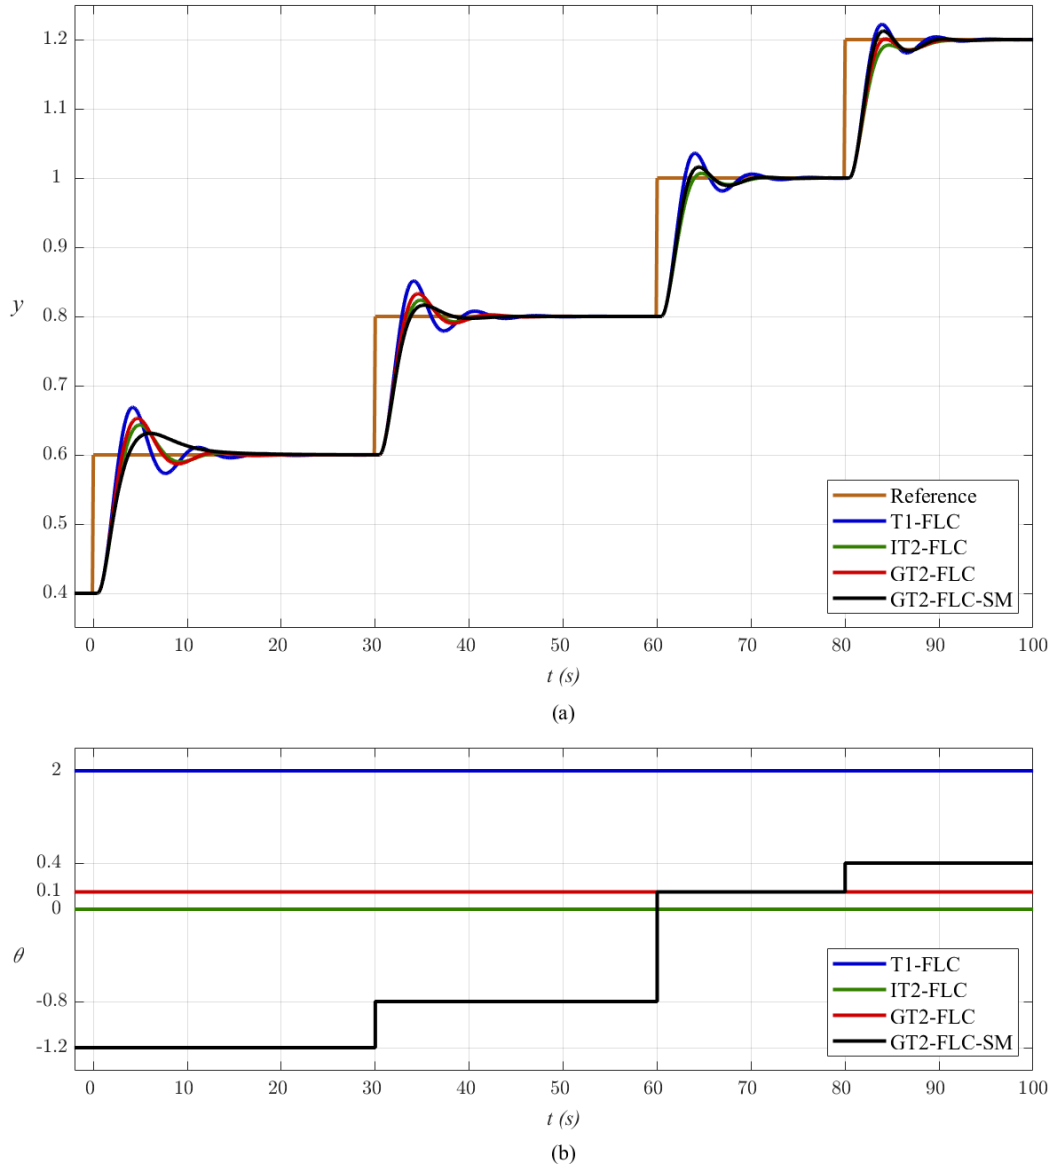 1.2
1.1
1
0.9
y
0.8
0.7
0.6
0.5
0.4
Reference
T1-FLC
IT2-FLC
GT2-FLC
GT2-FLC-SM
0 10 20 30 40 50 60 70 80 90 100
t (s)
(a)
2
0.4
0.1
0
θ
-0.8
-1.2
T1-FLC
IT2-FLC
GT2-FLC
GT2-FLC-SM
0 10 20 30 40 50 60 70 80 90 100
t (s)
(b)